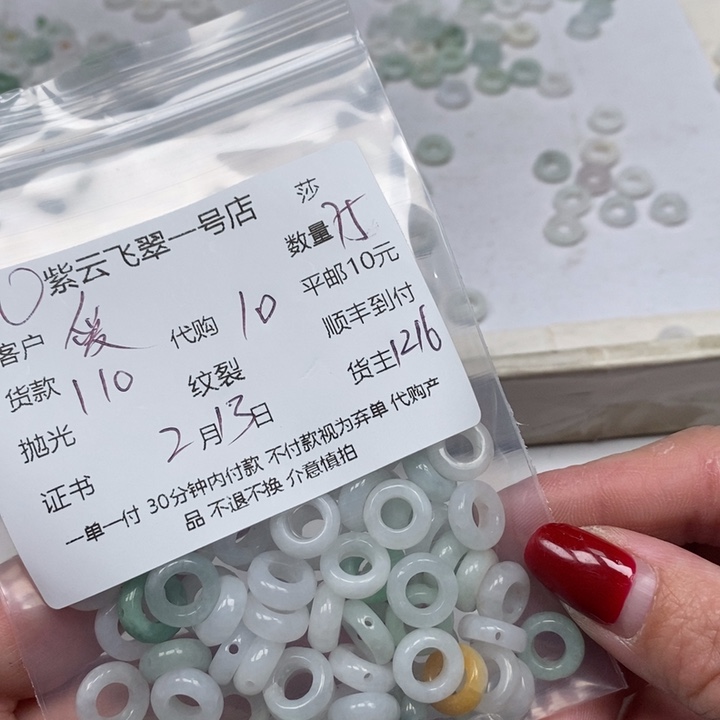 莎
紫云飞翠一号店
数量
平邮10元
客户 代购 10
顺丰到付
货款 110 纹裂
货主1216
抛光 2月13日
证书
一单一付 30分钟内付款 不付款视为弃单 代购产
品 不退不换 介意慎拍